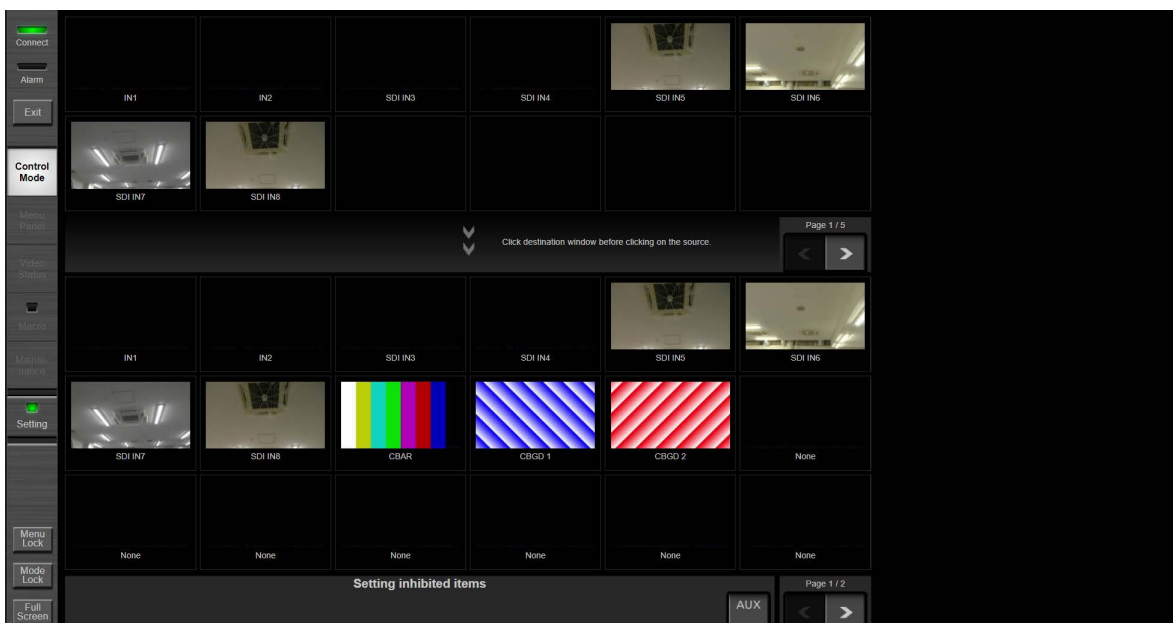 Connect
Alarm
Exit
Control
Mode
Menu
Panel
Video
Status
Macro
Mainte-
nance
Setting
Menu
Lock
Mode
Lock
Full
Screen
IN1
IN2
SDI IN3
SDI IN4
SDI IN5
SDI IN6
SDI IN7
SDI IN8
Click destination window before clicking on the source.
Page 1 / 5
IN1
IN2
SDI IN3
SDI IN4
SDI IN5
SDI IN6
SDI IN7
SDI IN8
CBAR
CBGD 1
CBGD 2
None
None
None
None
None
None
None
Setting inhibited items
AUX
Page 1 / 2